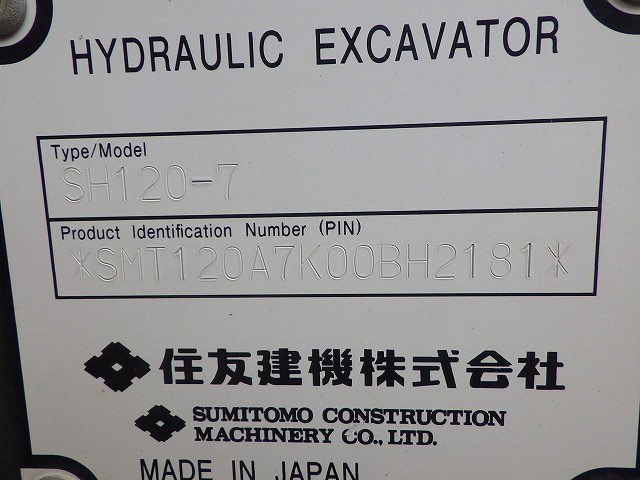 HYDRAULIC EXCAVATOR
Type/Model
SH120-7
Product Identification Number (PIN)
*SMT120A7K00BH2181*
住友建機株式会社
SUMITOMO CONSTRUCTION
MACHINERY CO., LTD.
MADE IN JAPAN